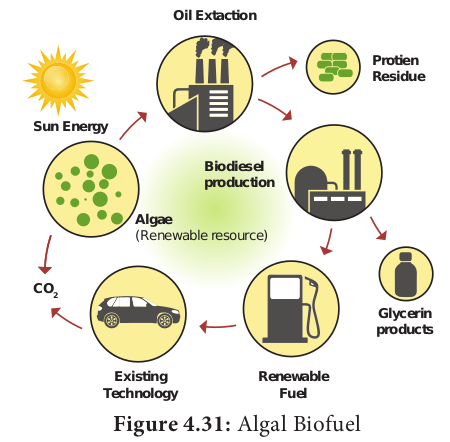 Oil Extaction
Protien
Residue
Sun Energy
Biodiesel
production
Algae
(Renewable resource)
CO2
Glycerin
products
Existing
Technology
Renewable
Fuel
Figure 4.31: Algal Biofuel